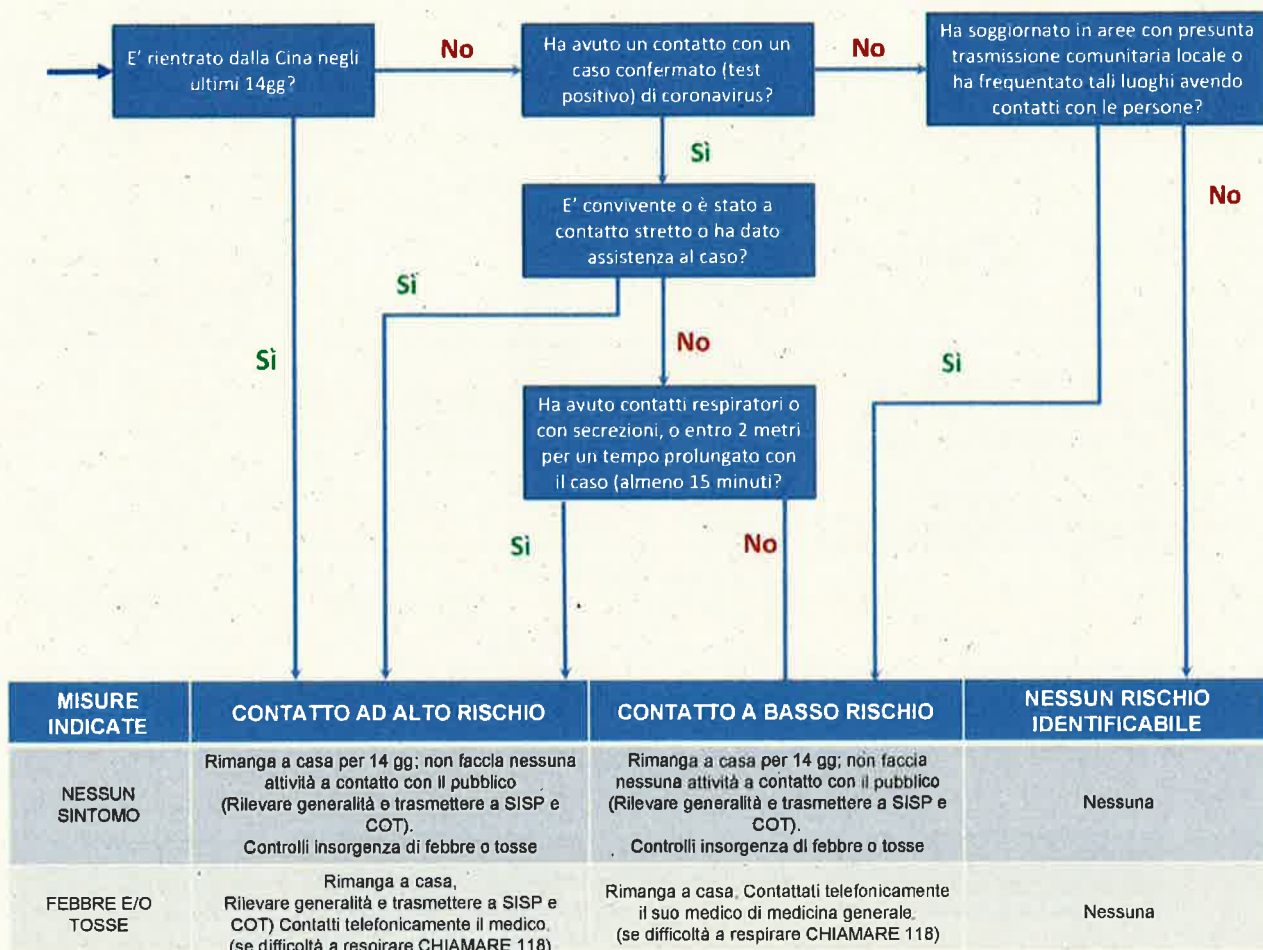 E' rientrato dalla Cina negli
ultimi 14gg?
No
Ha avuto un contatto con un
caso confermato (test
positivo) di coronavirus?
No
Ha soggiornato in aree con presunta
trasmissione comunitaria locale o
ha frequentato tali luoghi avendo
contatti con le persone?
Sì
No
E' convivente o è stato a
contatto stretto o ha dato
assistenza al caso?
Sì
No
Sì
Sì
Ha avuto contatti respiratori o
con secrezioni, o entro 2 metri
per un tempo prolungato con
il caso (almeno 15 minuti?
Sì
No
MISURE
INDICATE
CONTATTO AD ALTO RISCHIO
CONTATTO A BASSO RISCHIO
NESSUN RISCHIO
IDENTIFICABILE
NESSUN
SINTOMO
Rimanga a casa per 14 gg; non faccia nessuna
attività a contatto con il pubblico
(Rilevare generalità e trasmettere a SISP e
COT).
Controlli insorgenza di febbre o tosse
Rimanga a casa per 14 gg; non faccia
nessuna attività a contatto con il pubblico
(Rilevare generalità e trasmettere a SISP e
COT).
Controlli insorgenza di febbre o tosse
Nessuna
FEBBRE E/O
TOSSE
Rimanga a casa,
Rilevare generalità e trasmettere a SISP e
COT) Contatti telefonicamente il medico,
(se difficoltà a respirare CHIAMARE 118)
Rimanga a casa, Contattati telefonicamente
il suo medico di medicina generale,
(se difficoltà a respirare CHIAMARE 118)
Nessuna